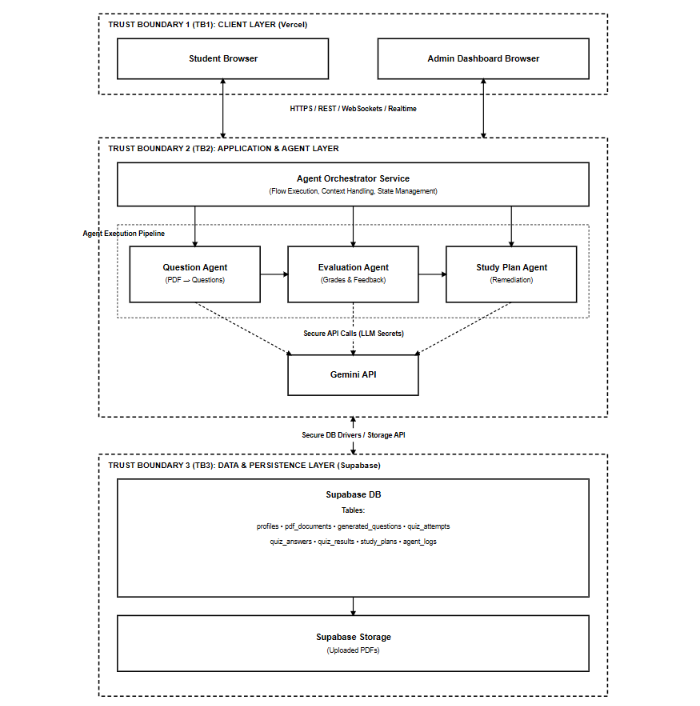 TRUST BOUNDARY 1 (TB1): CLIENT LAYER (Vercel)
Student Browser
Admin Dashboard Browser
HTTPS / REST / WebSockets / Realtime
TRUST BOUNDARY 2 (TB2): APPLICATION & AGENT LAYER
Agent Orchestrator Service
(Flow Execution, Context Handling, State Management)
Agent Execution Pipeline
Question Agent
(PDF → Questions)
Evaluation Agent
(Grades & Feedback)
Study Plan Agent
(Remediation)
Secure API Calls (LLM Secrets)
Gemini API
Secure DB Drivers / Storage API
TRUST BOUNDARY 3 (TB3): DATA & PERSISTENCE LAYER (Supabase)
Supabase DB
Tables:
profiles • pdf_documents • generated_questions • quiz_attempts
quiz_answers • quiz_results • study_plans • agent_logs
Supabase Storage
(Uploaded PDFs)